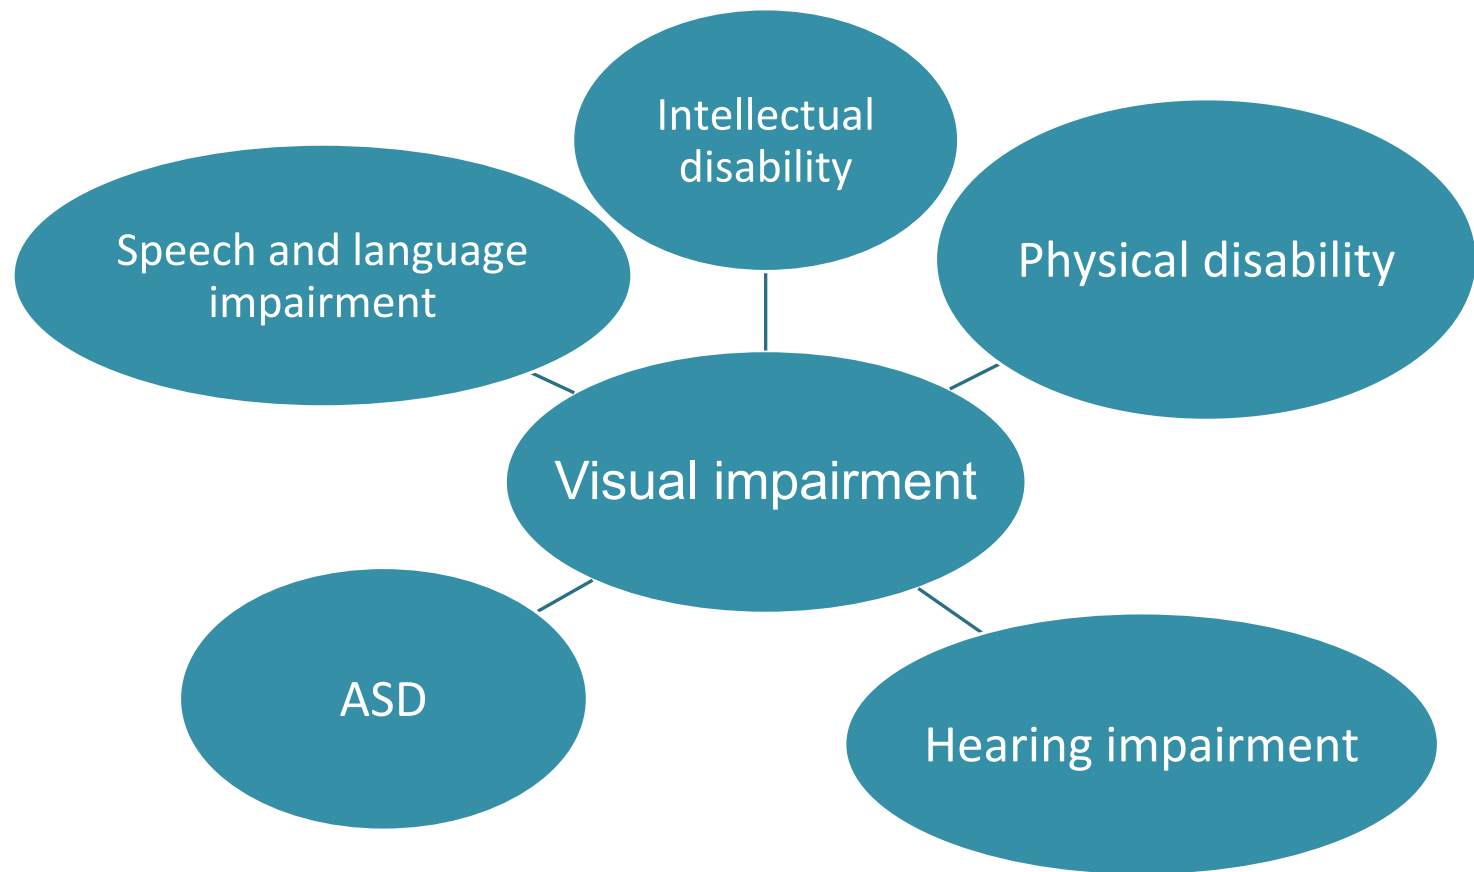 Intellectual
disability
Speech and language
impairment
Physical disability
Visual impairment
ASD
Hearing impairment